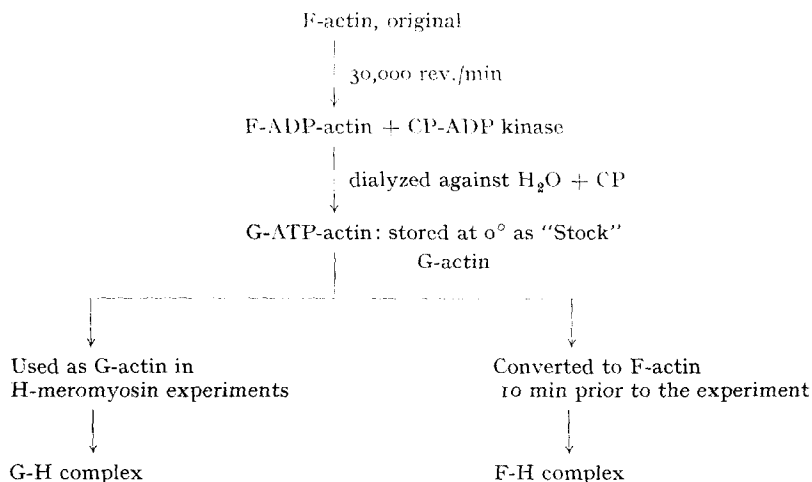 F-actin, original
30,000 rev./min
F-ADP-actin + CP-ADP kinase
dialyzed against H₂O + CP
G-ATP-actin: stored at 0° as "Stock"
G-actin
Used as G-actin in
H-meromyosin experiments
G-H complex
Converted to F-actin
10 min prior to the experiment
F-H complex